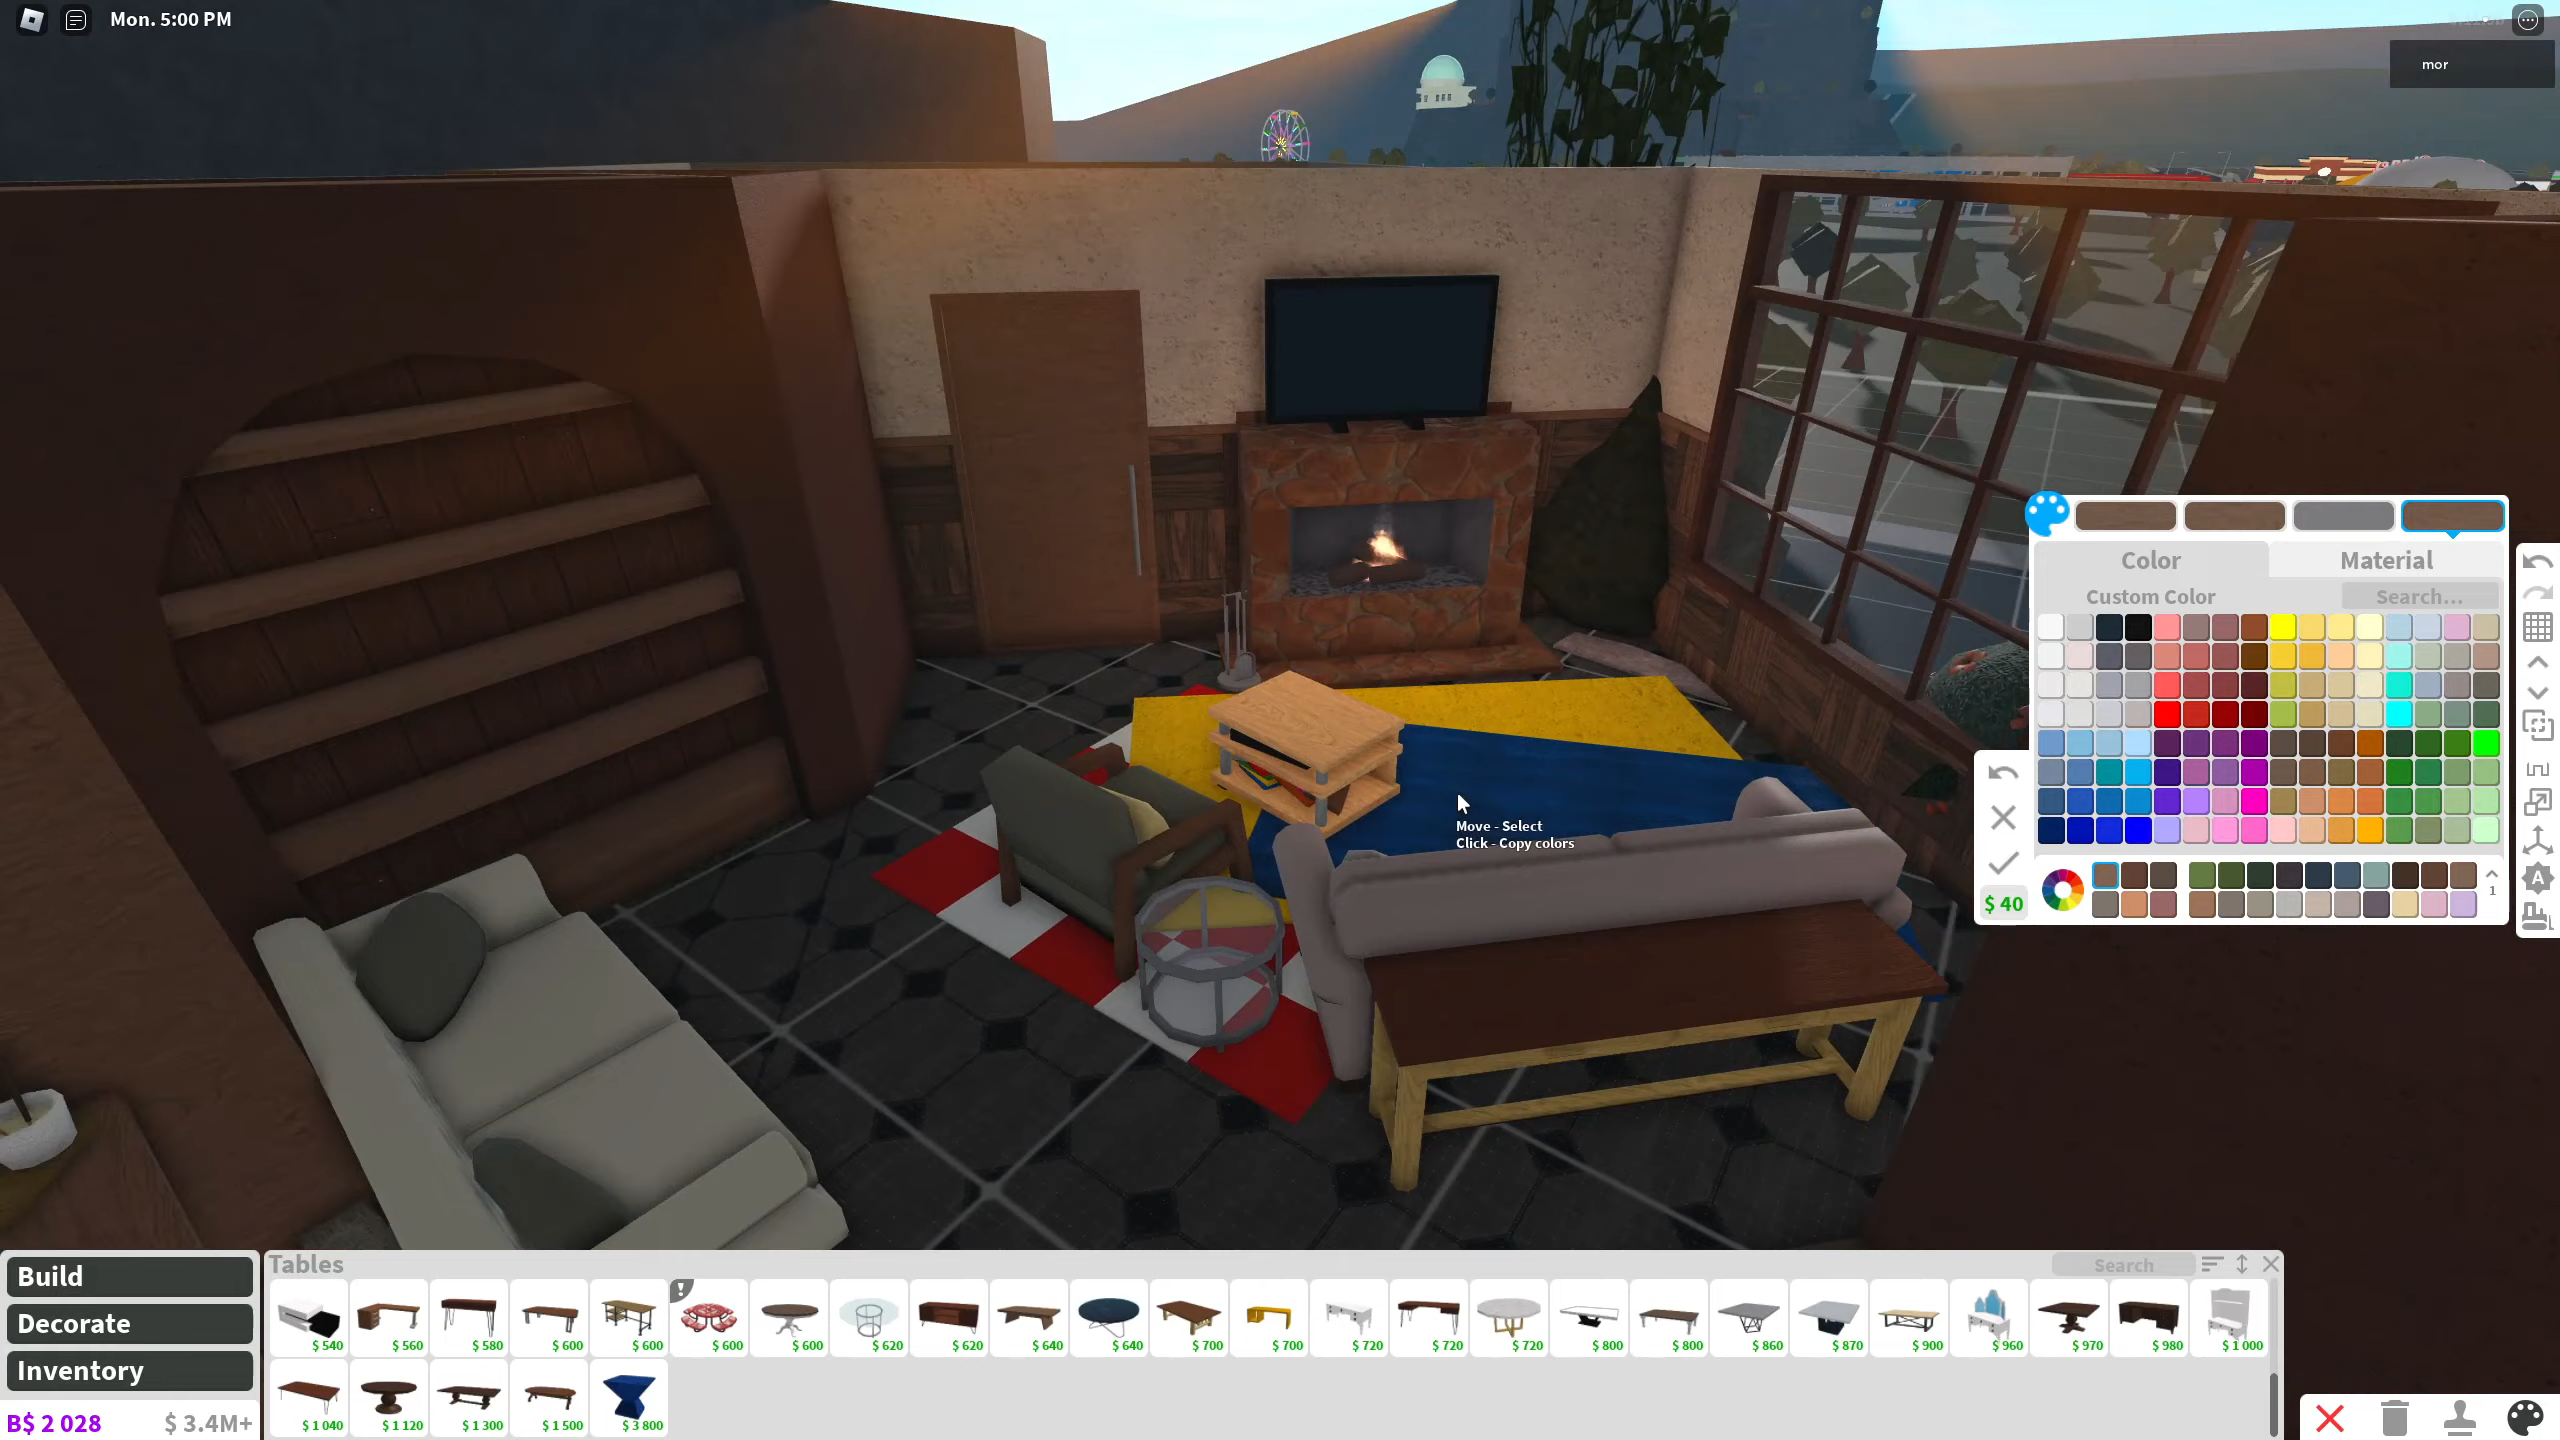 Mon. 5:00 PM
mor
Color
Material
Custom Color
Search...
1
Move - Select
Click - Copy colors
$ 40
A
Build
Decorate
Inventory
B$ 2 028
$ 3.4M+
Tables
Search
!
$ 540
$ 560
$ 580
$ 600
$ 600
$ 600
$ 600
$ 620
$ 620
$ 640
$ 640
$ 700
$ 700
$ 720
$ 720
$ 720
$ 800
$ 800
$ 860
$ 870
$ 900
$ 960
$ 970
$ 980
$ 1 000
$ 1 040
$ 1 120
$ 1 300
$ 1 500
$ 3 800